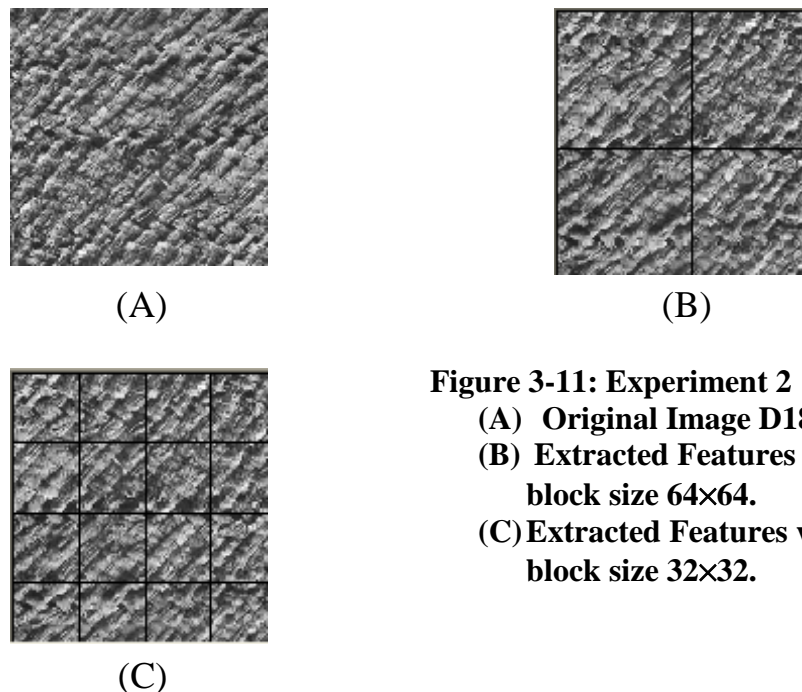 (A)
(B)
Figure 3-11: Experiment 2
(A) Original Image D18
(B) Extracted Features
block size 64×64.
(C) Extracted Features
block size 32×32.
(C)